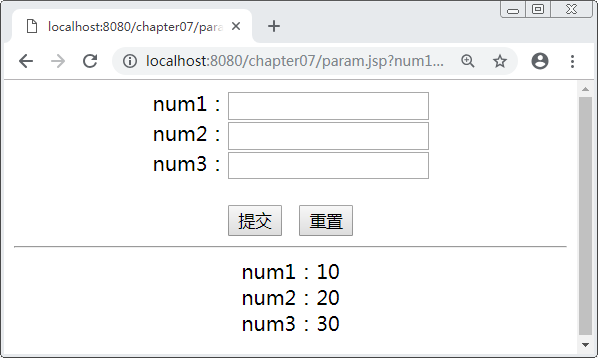 localhost:8080/chapter07/para
localhost:8080/chapter07/param.jsp?num1...
num1：
num2：
num3：
提交 重置
num1：10
num2：20
num3：30